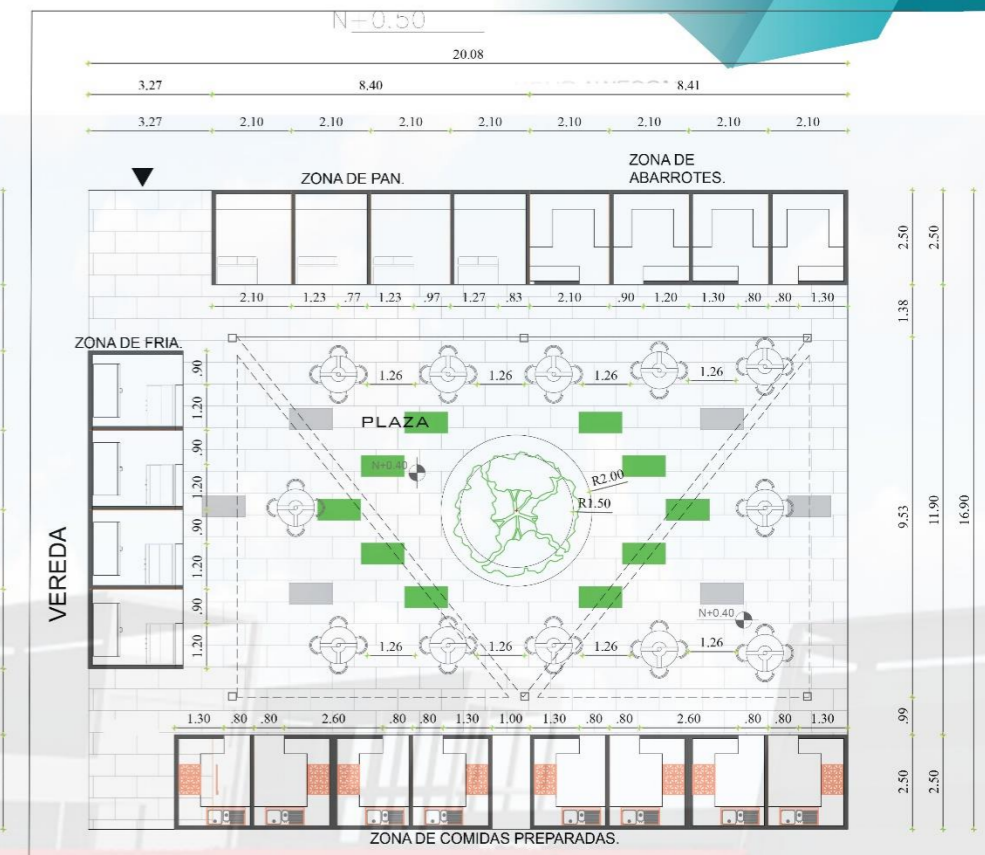 N+0.50
20.08
3.27 8.40 8.41
3.27 2.10 2.10 2.10 2.10 2.10 2.10 2.10 2.10
ZONA DE PAN.
ZONA DE
ABARROTES.
2.50 2.50
2.10 1.23 .77 1.23 .97 1.27 .83 2.10 .90 1.20 1.30 .80 .80 1.30
1.38
ZONA DE FRIA.
.90
1.20
.90
1.20
.90
1.20
.90
1.20
1.26 1.26 1.26 1.26
PLAZA
N+0.40
R2.00
R1.50
VEREDA
9.53 11.90 16.90
N+0.40
1.26 1.26 1.26 1.26
.99
1.30 .80 .80 2.60 .80 .80 1.30 1.00 1.30 .80 .80 2.60 .80 .80 1.30
2.50 2.50
ZONA DE COMIDAS PREPARADAS.